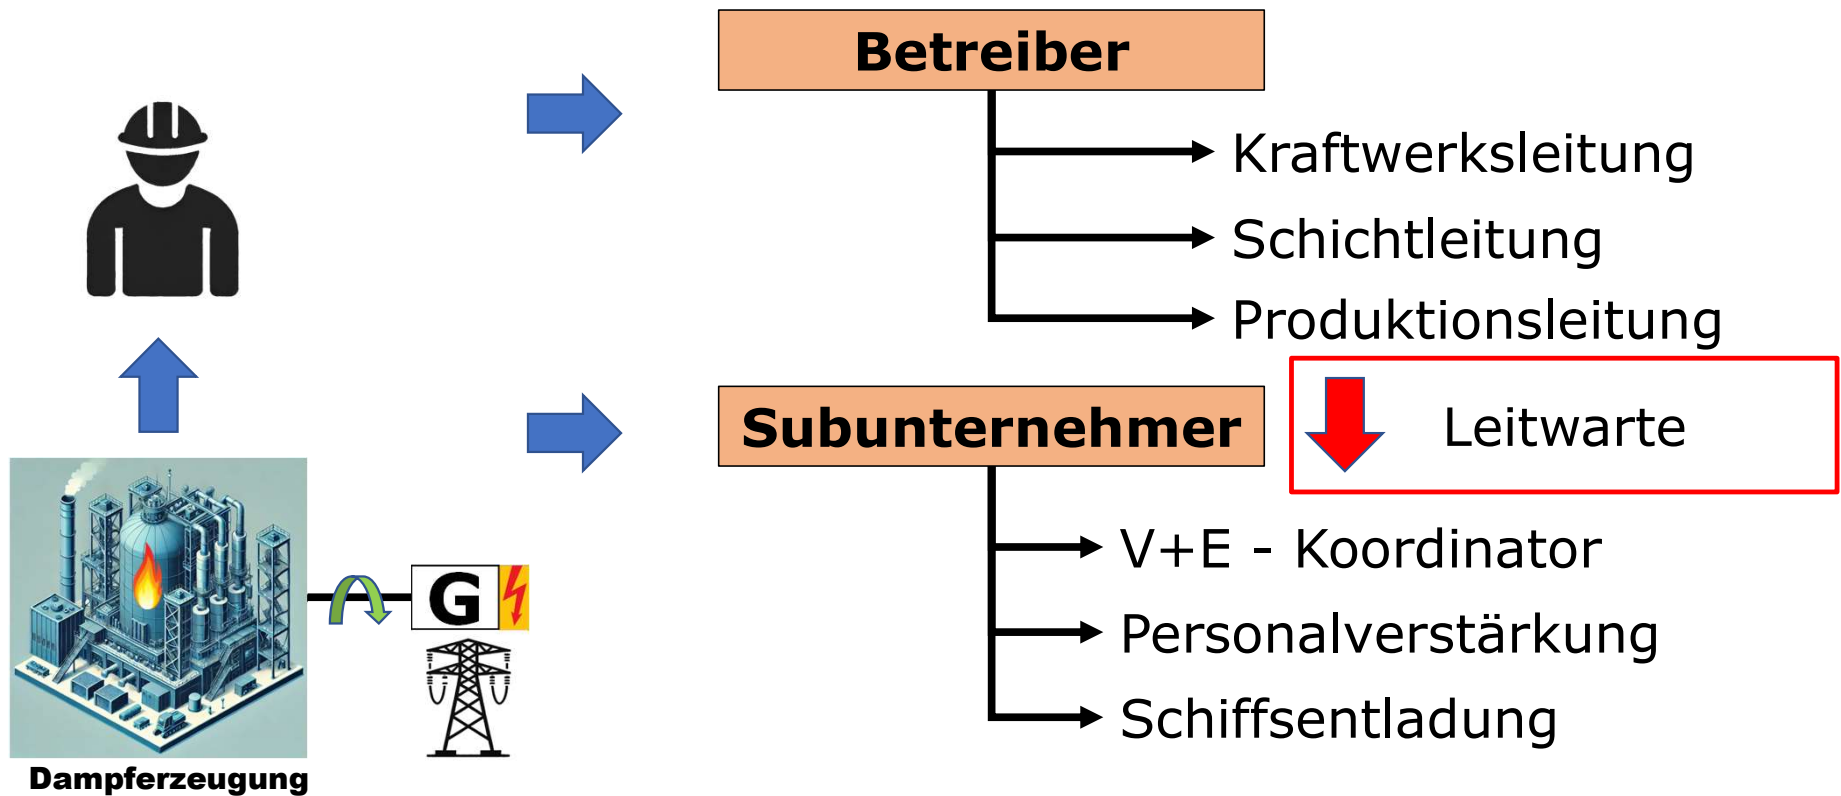 Betreiber
Kraftwerksleitung
Schichtleitung
Produktionsleitung
Subunternehmer
Leitwarte
V+E - Koordinator
Personalverstärkung
Schiffsentladung
G
Dampferzeugung